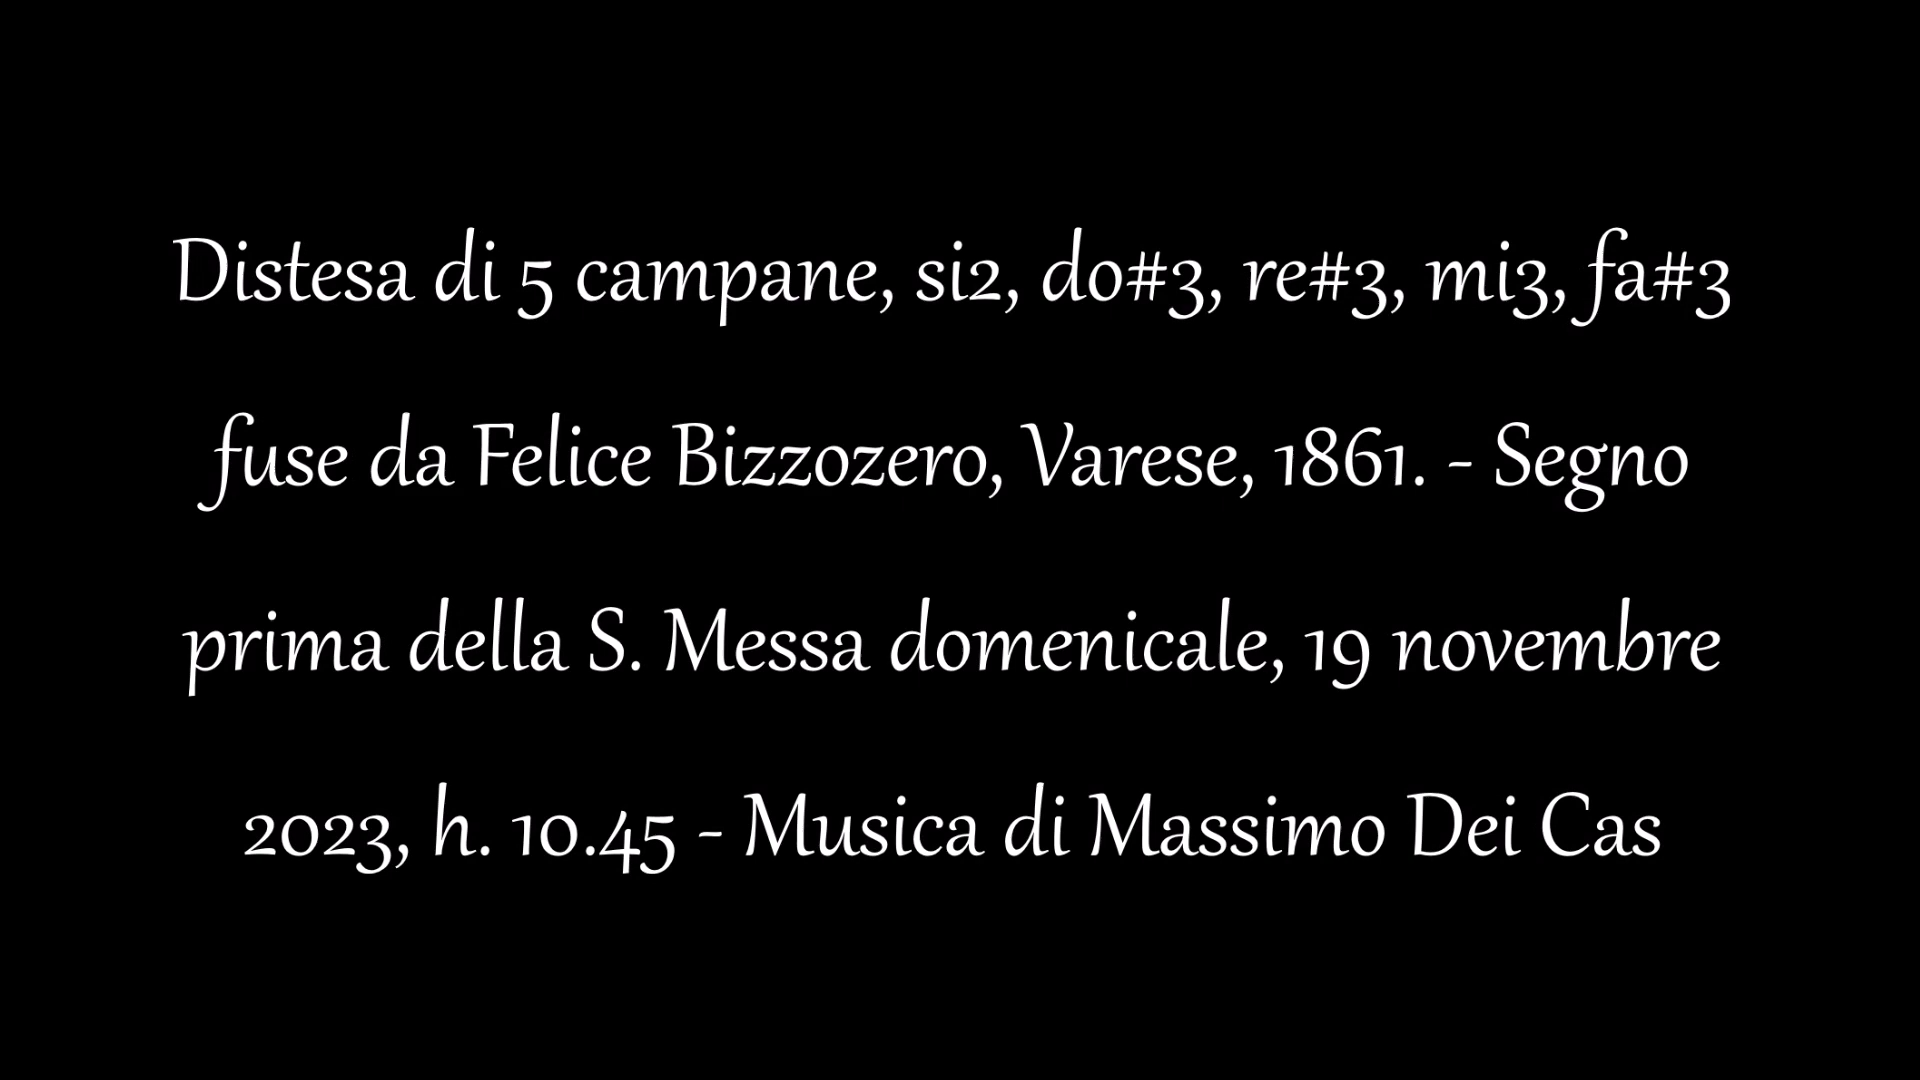 Distesa di 5 campane, si2, do#3, re#3, mi3, fa#3
fuse da Felice Bizzozero, Varese, 1861. - Segno
prima della S. Messa domenicale, 19 novembre
2023, h. 10.45 - Musica di Massimo Dei Cas